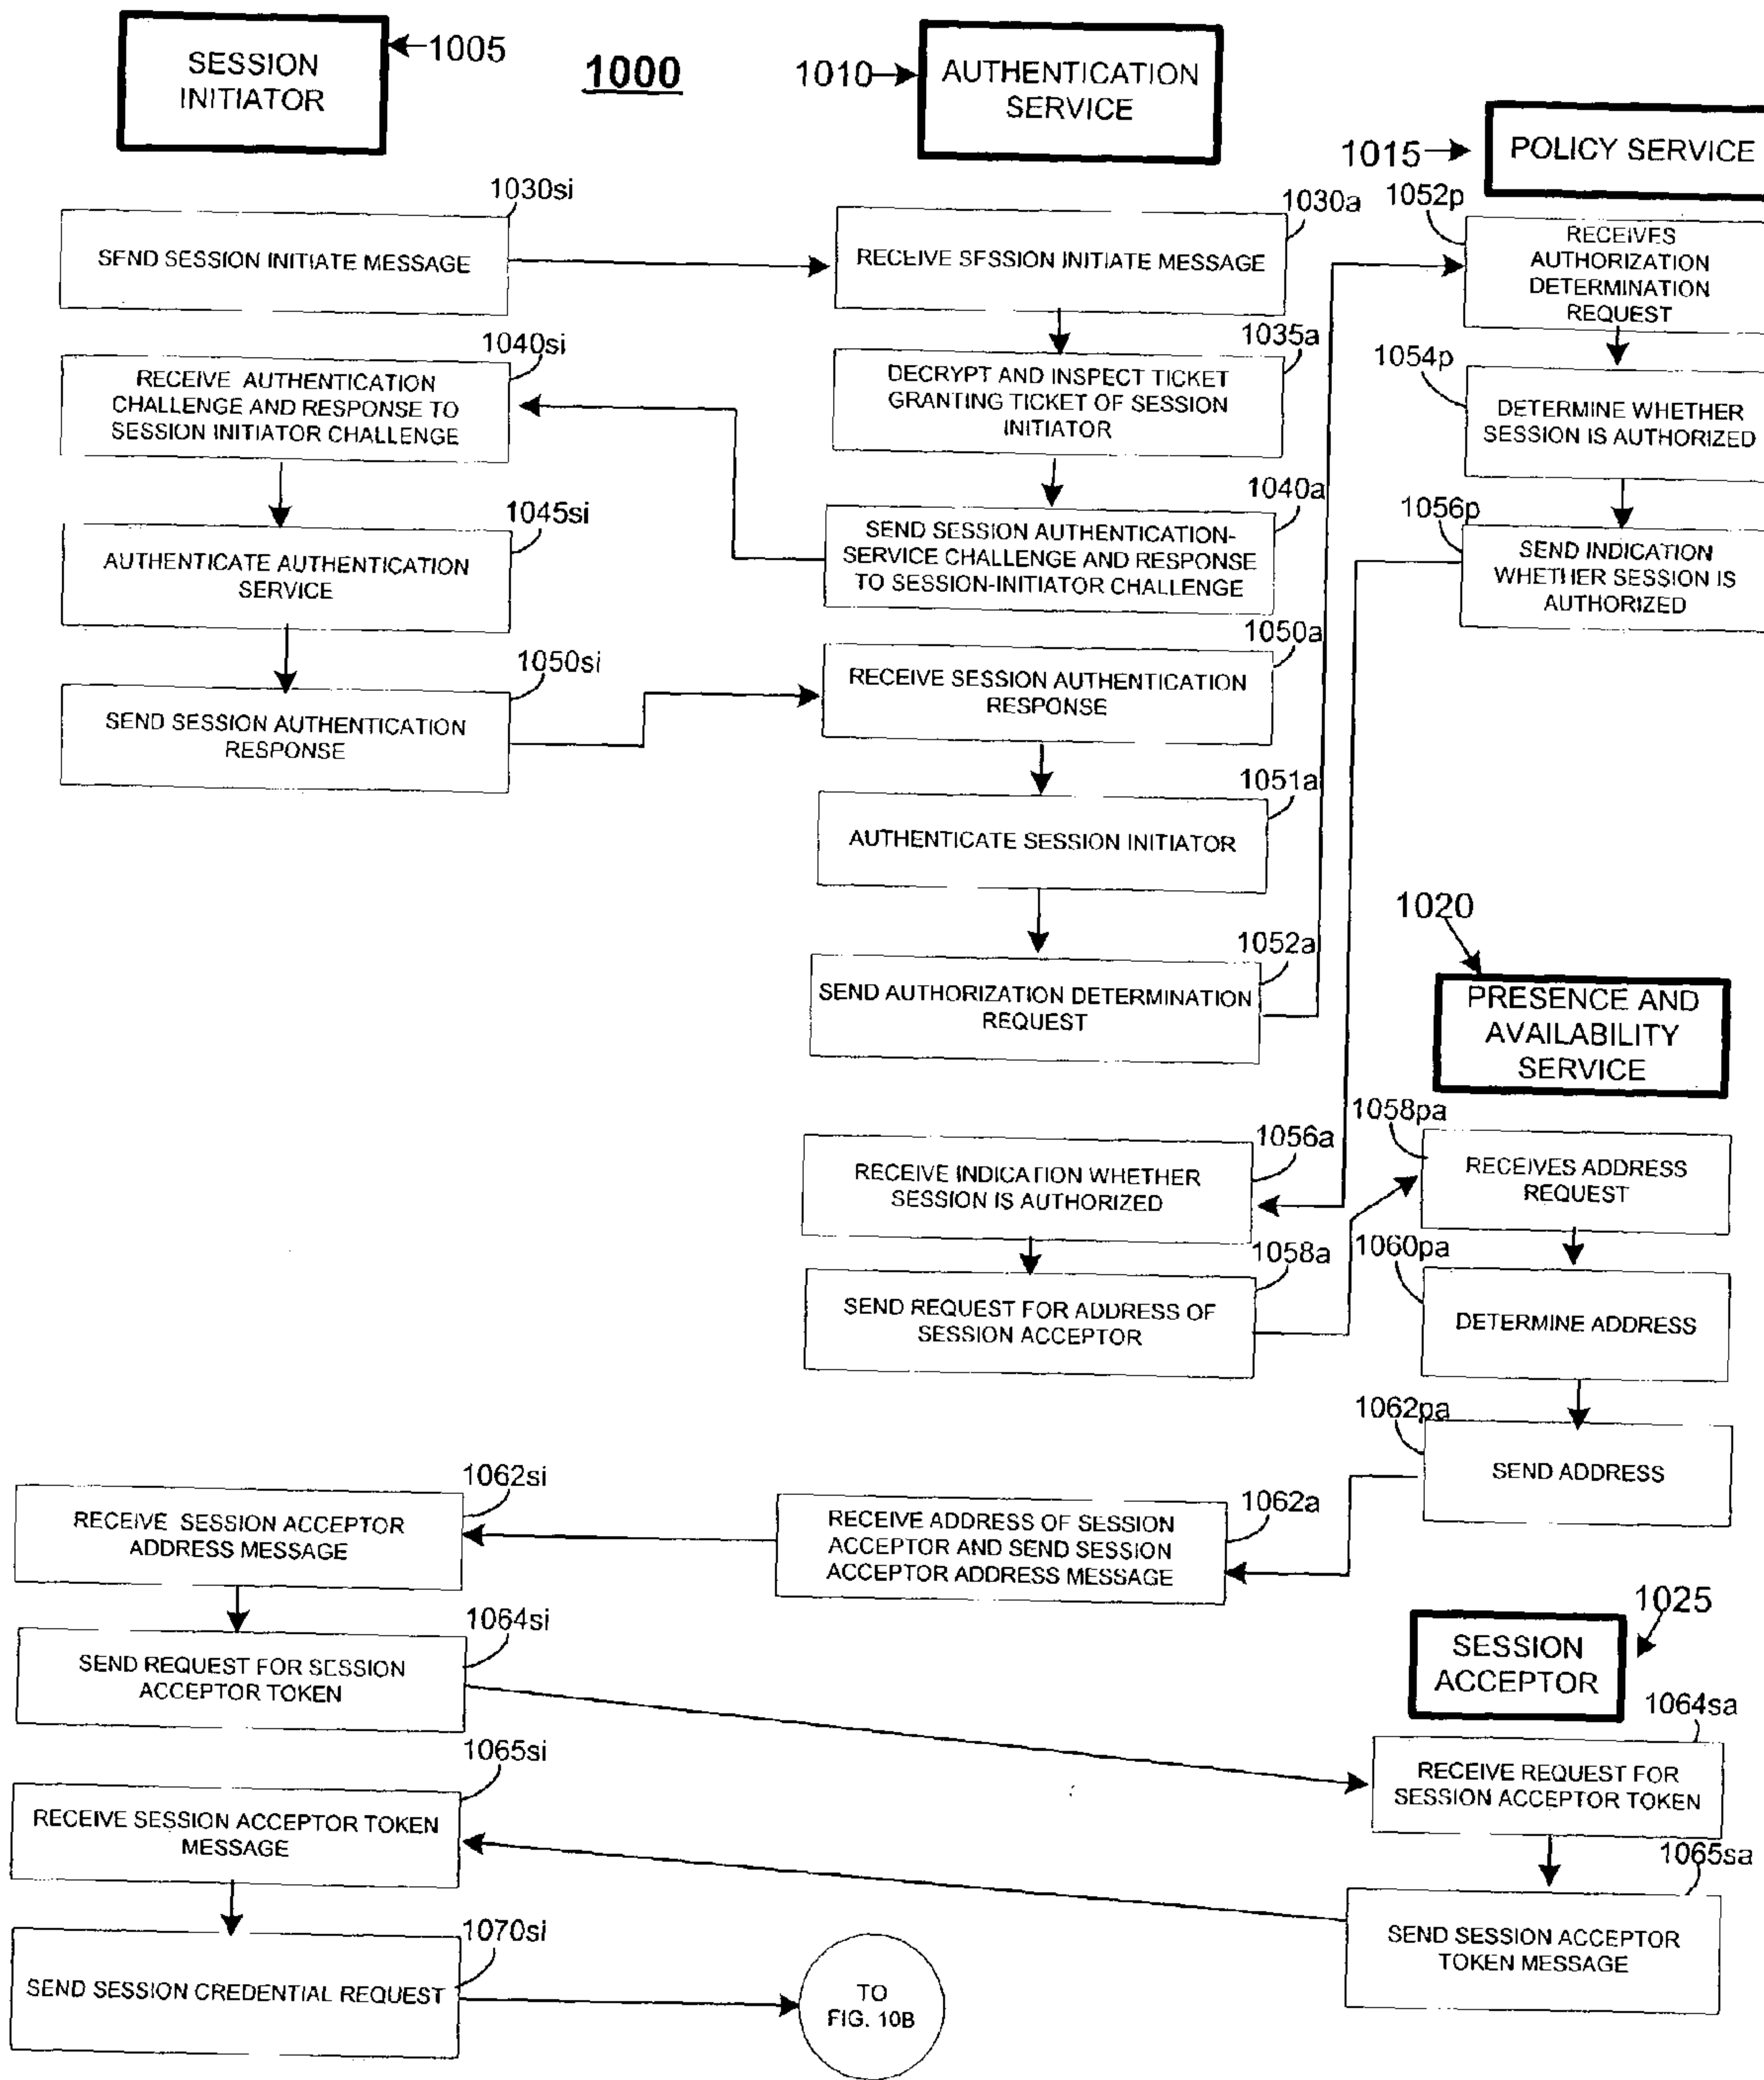 SESSION
INITIATOR
1005
1000
1010
AUTHENTICATION
SERVICE
1015
POLICY SERVICE
1030si
SEND SESSION INITIATE MESSAGE
1030a
RECEIVE SESSION INITIATE MESSAGE
1052p
RECEIVES
AUTHORIZATION
DETERMINATION
REQUEST
1040si
RECEIVE AUTHENTICATION
CHALLENGE AND RESPONSE TO
SESSION INITIATOR CHALLENGE
1035a
DECRYPT AND INSPECT TICKET
GRANTING TICKET OF SESSION
INITIATOR
1054p
DETERMINE WHETHER
SESSION IS AUTHORIZED
1045si
AUTHENTICATE AUTHENTICATION
SERVICE
1040a
SEND SESSION AUTHENTICATION-
SERVICE CHALLENGE AND RESPONSE
TO SESSION-INITIATOR CHALLENGE
1056p
SEND INDICATION
WHETHER SESSION IS
AUTHORIZED
1050si
SEND SESSION AUTHENTICATION
RESPONSE
1050a
RECEIVE SESSION AUTHENTICATION
RESPONSE
1051a
AUTHENTICATE SESSION INITIATOR
1052a
SEND AUTHORIZATION DETERMINATION
REQUEST
1020
PRESENCE AND
AVAILABILITY
SERVICE
1056a
RECEIVE INDICATION WHETHER
SESSION IS AUTHORIZED
1058pa
RECEIVES ADDRESS
REQUEST
1058a
SEND REQUEST FOR ADDRESS OF
SESSION ACCEPTOR
1060pa
DETERMINE ADDRESS
1062pa
SEND ADDRESS
1062si
RECEIVE SESSION ACCEPTOR
ADDRESS MESSAGE
1062a
RECEIVE ADDRESS OF SESSION
ACCEPTOR AND SEND SESSION
ACCEPTOR ADDRESS MESSAGE
1025
SESSION
ACCEPTOR
1064si
SEND REQUEST FOR SESSION
ACCEPTOR TOKEN
1064sa
RECEIVE REQUEST FOR
SESSION ACCEPTOR TOKEN
1065si
RECEIVE SESSION ACCEPTOR TOKEN
MESSAGE
1065sa
SEND SESSION ACCEPTOR
TOKEN MESSAGE
1070si
SEND SESSION CREDENTIAL REQUEST
TO
FIG. 10B